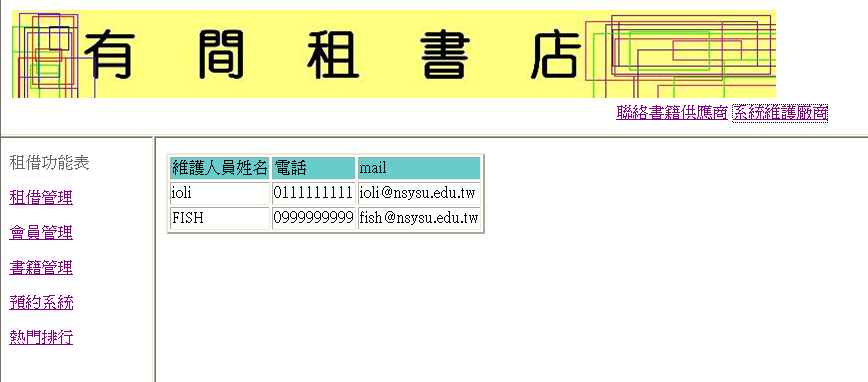 有間租書店
聯絡書籍供應商 系統維護廠商
租借功能表
租借管理
會員管理
書籍管理
預約系統
熱門排行
維護人員姓名 電話 mail
ioli 0111111111 ioli@nsysu.edu.tw
FISH 0999999999 fish@nsysu.edu.tw